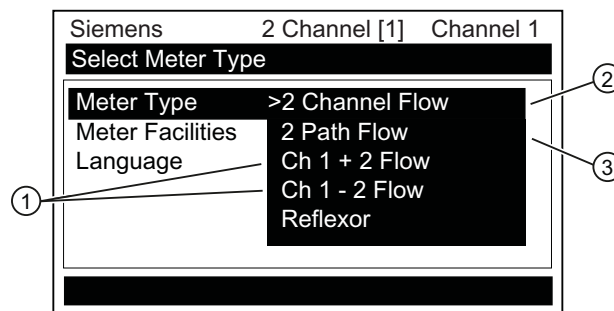 Siemens 2 Channel [1] Channel 1
Select Meter Type
Meter Type >2 Channel Flow
Meter Facilities 2 Path Flow
Language Ch 1 + 2 Flow
Ch 1 - 2 Flow
Reflexor
1
2
3